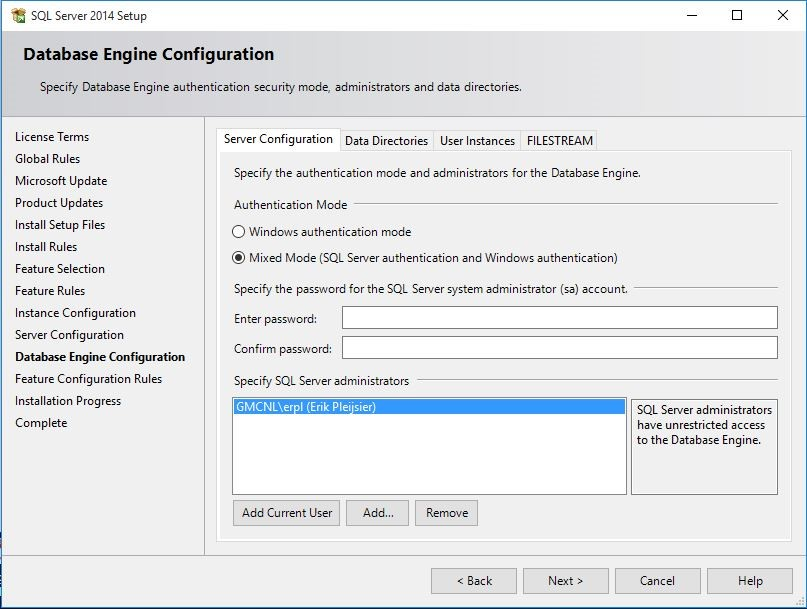 SQL Server 2014 Setup
Database Engine Configuration
Specify Database Engine authentication security mode, administrators and data directories.
License Terms
Global Rules
Microsoft Update
Product Updates
Install Setup Files
Install Rules
Feature Selection
Feature Rules
Instance Configuration
Server Configuration
Database Engine Configuration
Feature Configuration Rules
Installation Progress
Complete
Server Configuration Data Directories User Instances FILESTREAM
Specify the authentication mode and administrators for the Database Engine.
Authentication Mode
Windows authentication mode
Mixed Mode (SQL Server authentication and Windows authentication)
Specify the password for the SQL Server system administrator (sa) account.
Enter password:
Confirm password:
Specify SQL Server administrators
GMCNL\erpl (Erik Pleijsier)
SQL Server administrators
have unrestricted access
to the Database Engine.
Add Current User Add... Remove
< Back Next > Cancel Help